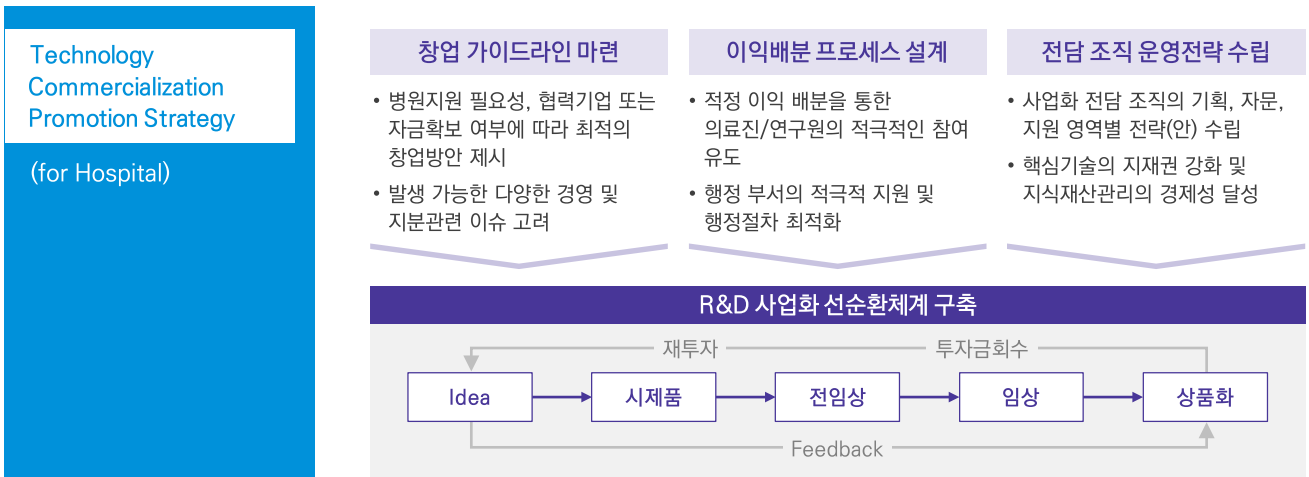 Technology
Commercialization
Promotion Strategy
(for Hospital)
창업 가이드라인 마련
• 병원지원 필요성, 협력기업 또는
자금확보 여부에 따라 최적의
창업방안 제시
• 발생 가능한 다양한 경영 및
지분관련 이슈 고려
이익배분 프로세스 설계
• 적정 이익 배분을 통한
의료진/연구원의 적극적인 참여
유도
• 행정 부서의 적극적 지원 및
행정절차 최적화
전담 조직 운영전략 수립
• 사업화 전담 조직의 기획, 자문,
지원 영역별 전략(안) 수립
• 핵심기술의 지재권 강화 및
지식재산관리의 경제성 달성
R&D 사업화 선순환체계 구축
재투자
투자금회수
Idea
시제품
전임상
임상
상품화
Feedback